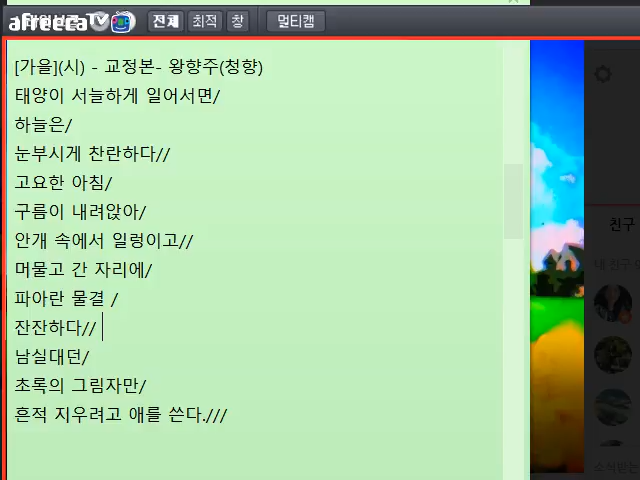 afreeca TV 전체 최적 창 멀티캠
[가을](시) - 교정본- 왕향주(청향)
태양이 서늘하게 일어서면/
하늘은/
눈부시게 찬란하다//
고요한 아침/
구름이 내려앉아/
안개 속에서 일렁이고//
머물고 간 자리에/
파아란 물결 /
잔잔하다//
남실대던/
초록의 그림자만/
흔적 지우려고 애를 쓴다.///
친구
내 친구